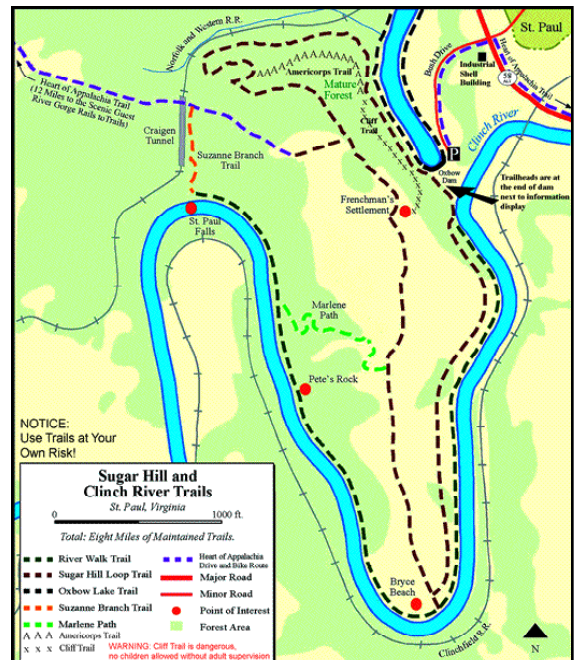 St. Paul
Norfolk and Western R.R.
Bush Drive
Heart of Appalachia Trail
Industrial
Shell
Building
58
ALT
Americorps Trail
Mature
Forest
Heart of Appalachia Trail
(12 Miles to the Scenic Guest
River Gorge Rails to Trails)
Cliff
Trail
Clinch River
Craigen
Tunnel
P
Suzanne Branch
Trail
Oxbow
Dam
Trailheads are at
the end of dam
next to information
display
Frenchman's
Settlement
St. Paul
Falls
Marlene
Path
Pete's Rock
NOTICE:
Use Trails at Your
Own Risk!
Sugar Hill and
Clinch River Trails
St. Paul, Virginia
0 1000 ft.
Total: Eight Miles of Maintained Trails.
River Walk Trail
Sugar Hill Loop Trail
Oxbow Lake Trail
Suzanne Branch Trail
Marlene Path
Americorps Trail
x x x Cliff Trail
Heart of Appalachia
Drive and Bike Route
Major Road
Minor Road
Point of Interest
Forest Area
WARNING: Cliff Trail is dangerous,
no children allowed without adult supervision
Bryce
Beach
Clinchfield R.R.
N